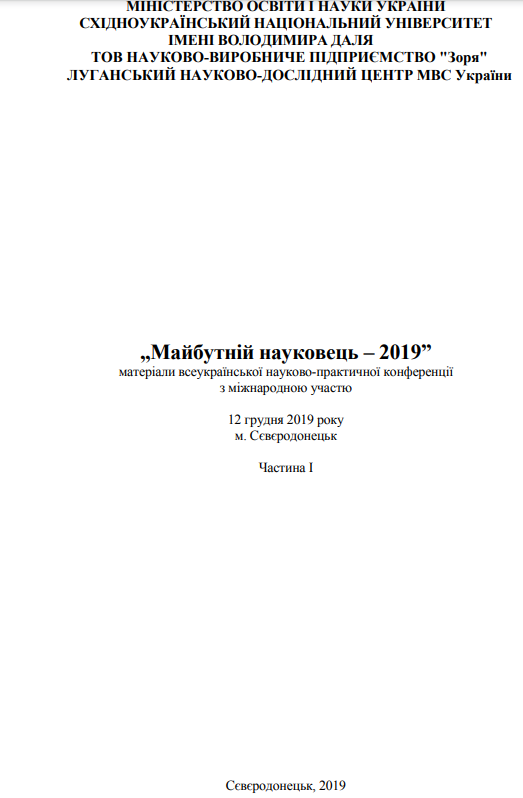 МІНІСТЕРСТВО ОСВІТИ І НАУКИ УКРАЇНИ
СХІДНОУКРАЇНСЬКИЙ НАЦІОНАЛЬНИЙ УНІВЕРСИТЕТ
ІМЕНІ ВОЛОДИМИРА ДАЛЯ
ТОВ НАУКОВО-ВИРОБНИЧЕ ПІДПРИЄМСТВО "Зоря"
ЛУГАНСЬКИЙ НАУКОВО-ДОСЛІДНИЙ ЦЕНТР МВС України
„Майбутній науковець – 2019”
матеріали всеукраїнської науково-практичної конференції
з міжнародною участю
12 грудня 2019 року
м. Сєвєродонецьк
Частина І
Сєвєродонецьк, 2019